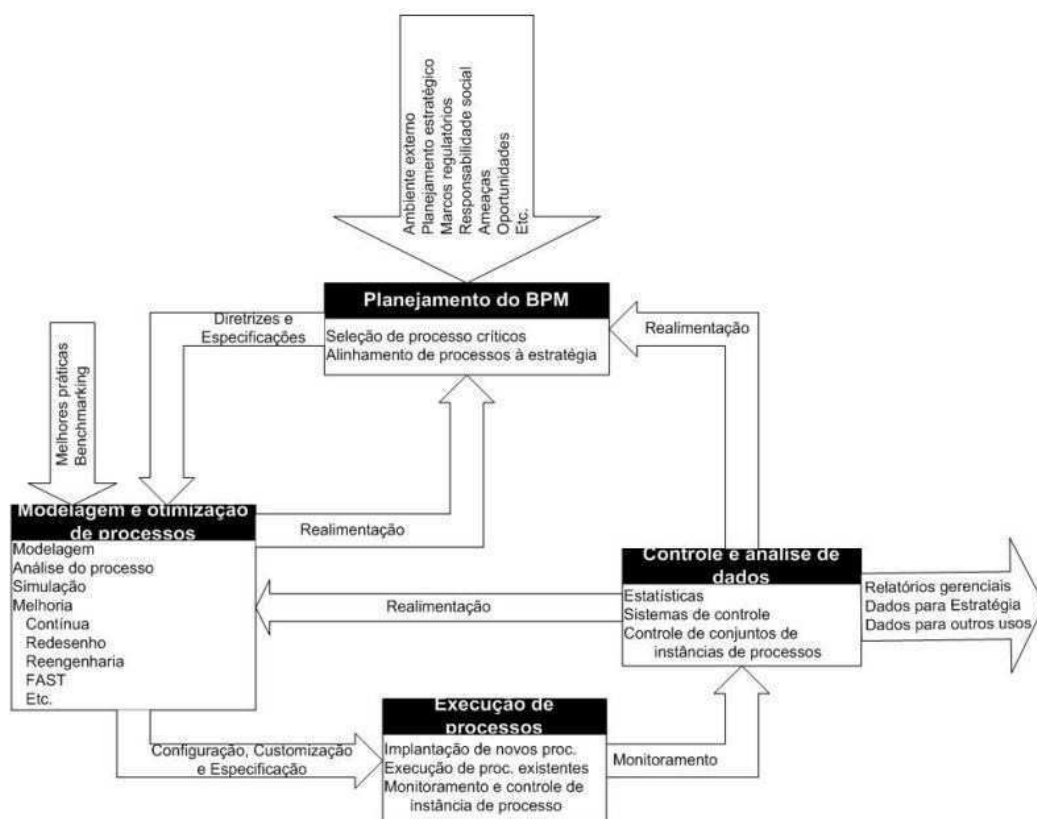 Ambiente externo
Planejamento estratégico
Marcos regulatórios
Responsabilidade social
Ameaças
Oportunidades
Etc.
Planejamento do BPM
Seleção de processo críticos
Alinhamento de processos à estratégia
Diretrizes e
Especificações
Realimentação
Melhores práticas
Benchmarking
Modelagem e otimização
de processos
Modelagem
Análise do processo
Simulação
Melhoria
Contínua
Redesenho
Reengenharia
FAST
Etc.
Realimentação
Realimentação
Controle e análise de
dados
Estatísticas
Sistemas de controle
Controle de conjuntos de
instâncias de processos
Relatórios gerenciais
Dados para Estratégia
Dados para outros usos
Configuração, Customização
e Especificação
Execução de
processos
Implantação de novos proc.
Execução de proc. existentes
Monitoramento e controle de
instância de processo
Monitoramento